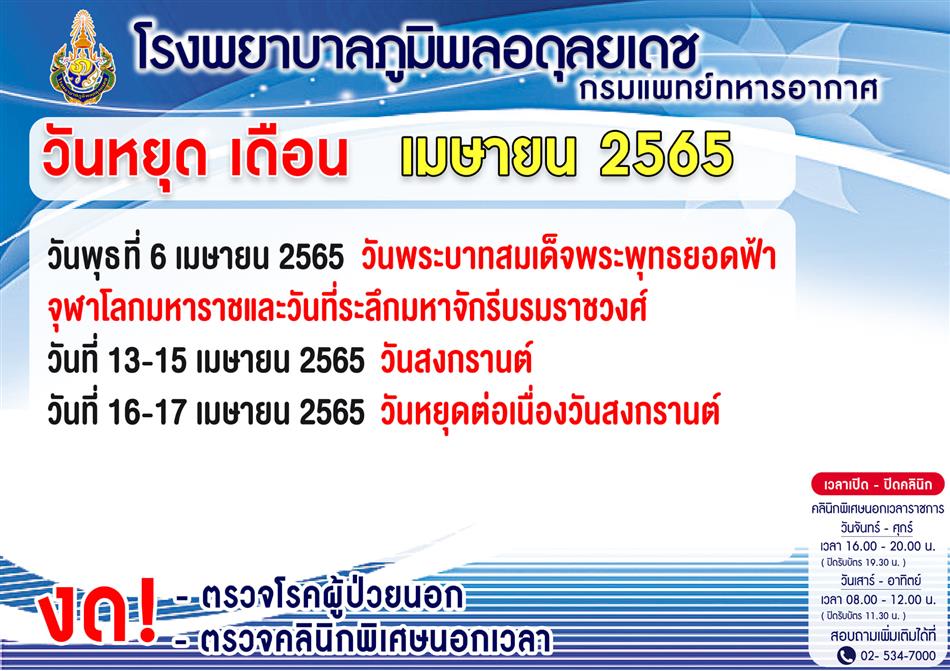 โรงพยาบาลภูมิพลอดุลยเดช
กรมแพทย์ทหารอากาศ
วันหยุด เดือน เมษายน 2565
วันพุธที่ 6 เมษายน 2565 วันพระบาทสมเด็จพระพุทธยอดฟ้า
จุฬาโลกมหาราชและวันที่ระลึกมหาจักรีบรมราชวงศ์
วันที่ 13-15 เมษายน 2565 วันสงกรานต์
วันที่ 16-17 เมษายน 2565 วันหยุดต่อเนื่องวันสงกรานต์
งด!
- ตรวจโรคผู้ป่วยนอก
- ตรวจคลินิกพิเศษนอกเวลา
เวลาเปิด - ปิดคลินิก
คลินิกพิเศษนอกเวลาราชการ
วันจันทร์ - ศุกร์
เวลา 16.00 - 20.00 น.
( ปิดรับบัตร 19.30 น. )
วันเสาร์ - อาทิตย์
เวลา 08.00 - 12.00 น.
( ปิดรับบัตร 11.30 น. )
สอบถามเพิ่มเติมได้ที่
02- 534-7000